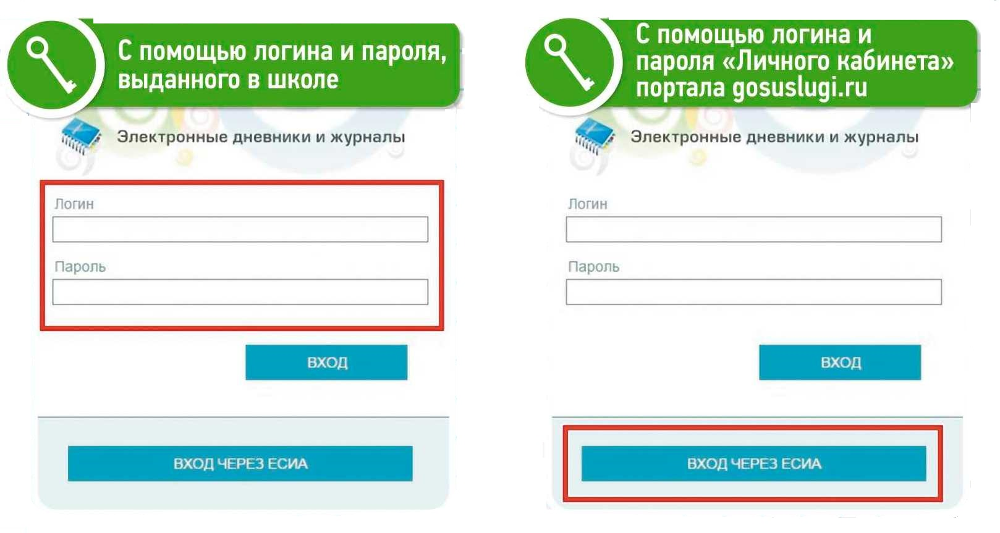 С помощью логина и пароля,
выданного в школе
Электронные дневники и журналы
Логин
Пароль
ВХОД
ВХОД ЧЕРЕЗ ЕСИА
С помощью логина и
пароля «Личного кабинета»
портала gosuslugi.ru
Электронные дневники и журналы
Логин
Пароль
ВХОД
ВХОД ЧЕРЕЗ ЕСИА